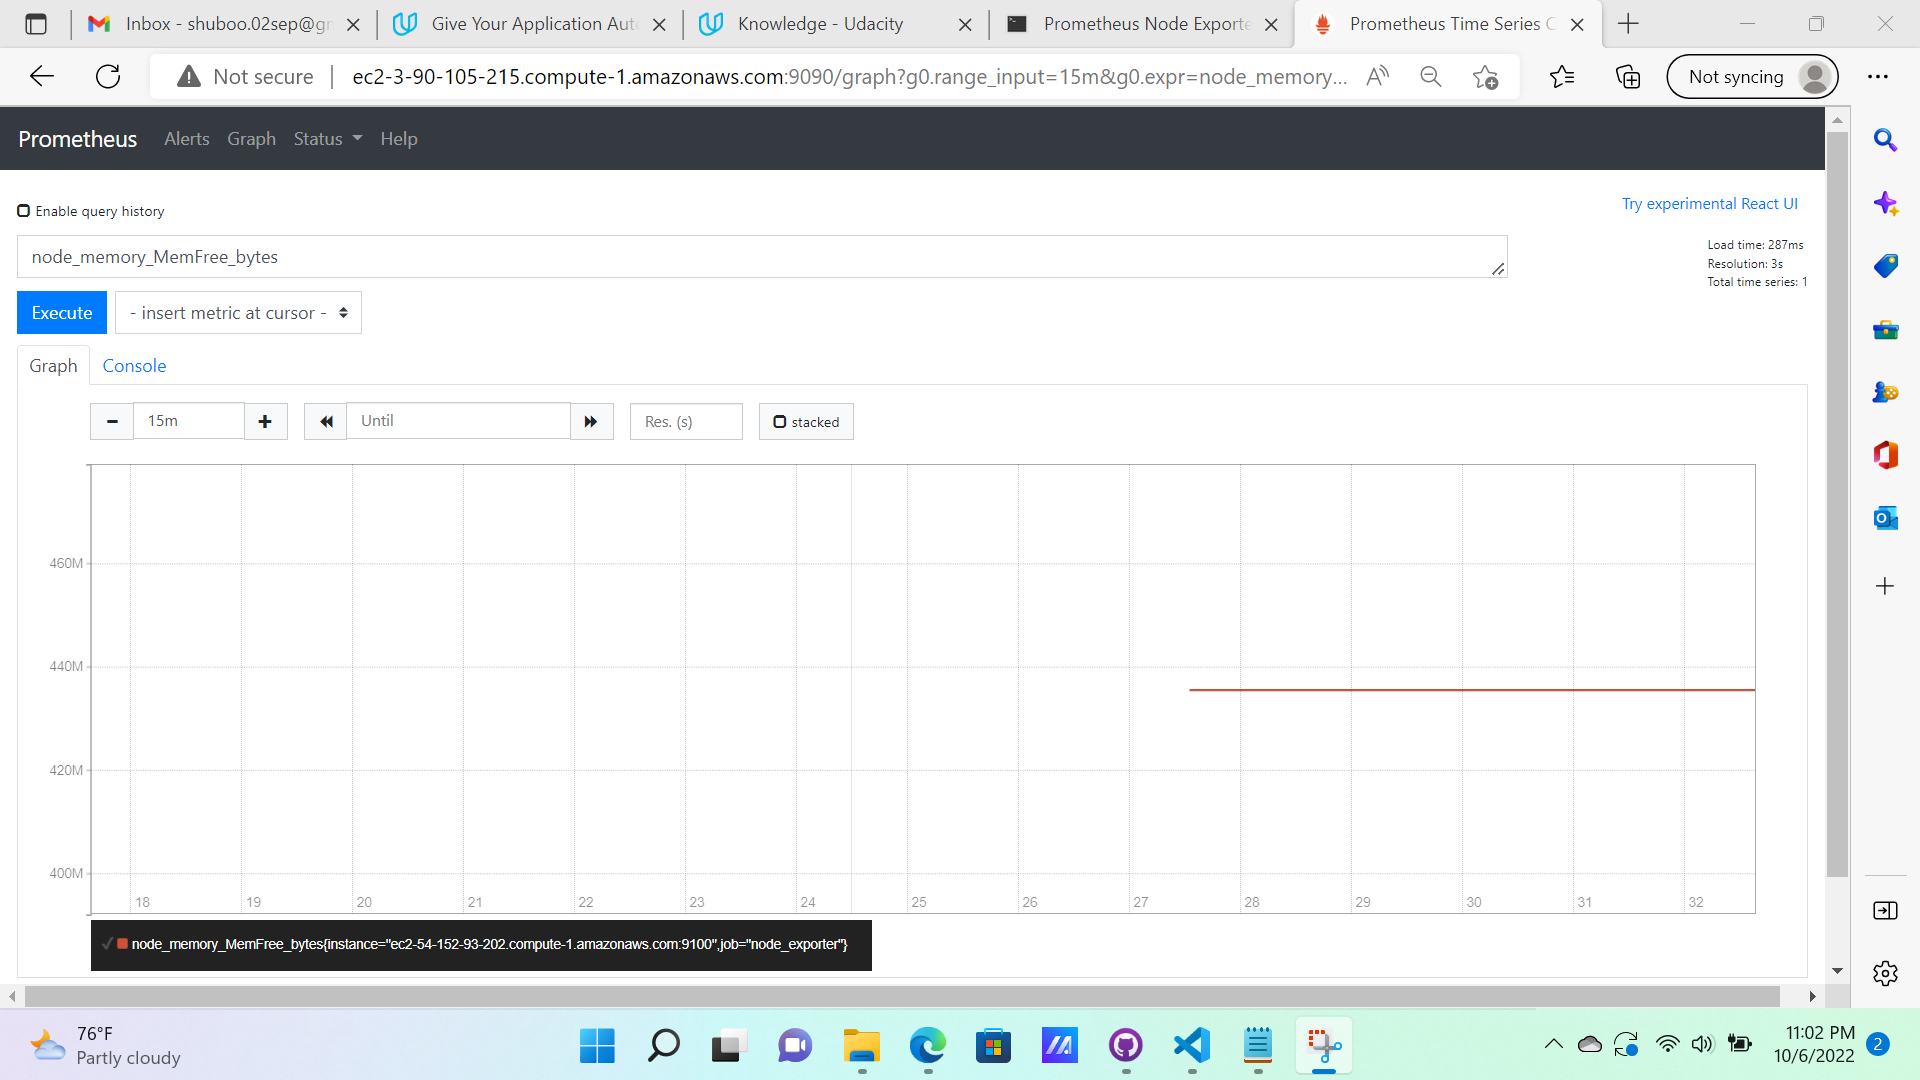 Inbox - shuboo.02sep@gm
Give Your Application Auto
Knowledge - Udacity
Prometheus Node Exporte
Prometheus Time Series C
Not secure
ec2-3-90-105-215.compute-1.amazonaws.com:9090/graph?g0.range_input=15m&g0.expr=node_memory...
Not syncing
Prometheus
Alerts
Graph
Status
Help
Enable query history
Try experimental React UI
node_memory_MemFree_bytes
Load time: 287ms
Resolution: 3s
Total time series: 1
Execute
- insert metric at cursor -
Graph
Console
15m
Until
Res. (s)
stacked
460M
440M
420M
400M
18 19 20 21 22 23 24 25 26 27 28 29 30 31 32
node_memory_MemFree_bytes{instance="ec2-54-152-93-202.compute-1.amazonaws.com:9100",job="node_exporter"}
76°F
Partly cloudy
11:02 PM
10/6/2022
2